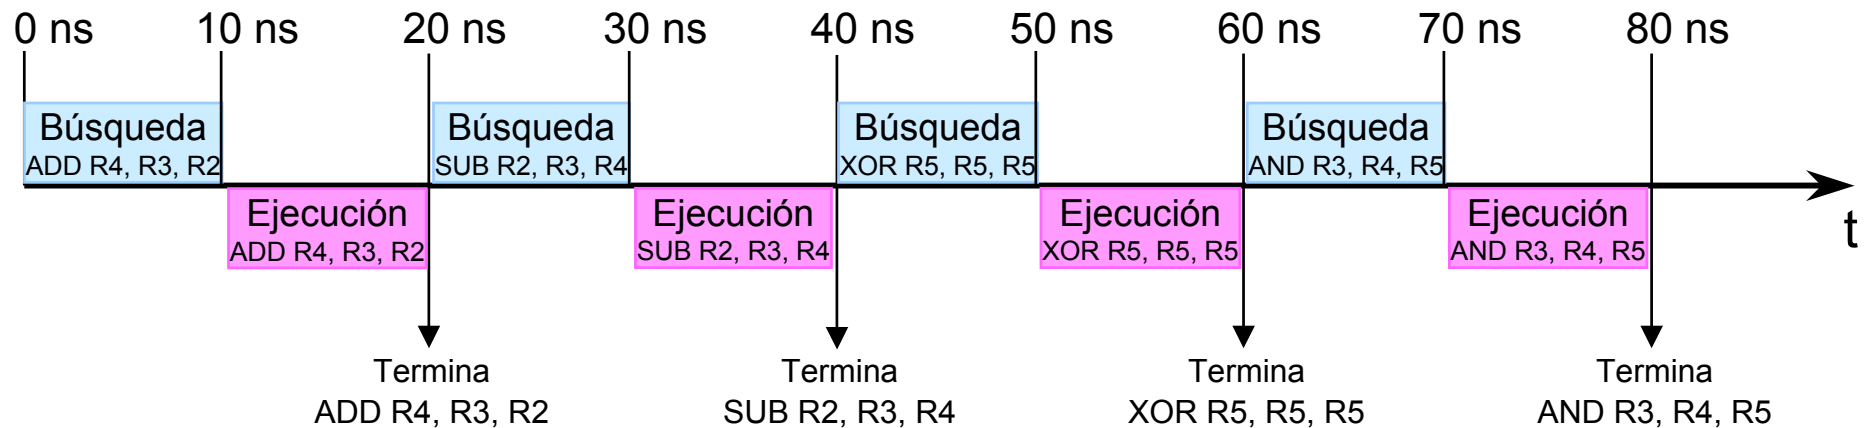 0 ns 10 ns 20 ns 30 ns 40 ns 50 ns 60 ns 70 ns 80 ns
Búsqueda Búsqueda Búsqueda Búsqueda
ADD R4, R3, R2 SUB R2, R3, R4 XOR R5, R5, R5 AND R3, R4, R5
Ejecución Ejecución Ejecución Ejecución t
ADD R4, R3, R2 SUB R2, R3, R4 XOR R5, R5, R5 AND R3, R4, R5
Termina Termina Termina Termina
ADD R4, R3, R2 SUB R2, R3, R4 XOR R5, R5, R5 AND R3, R4, R5